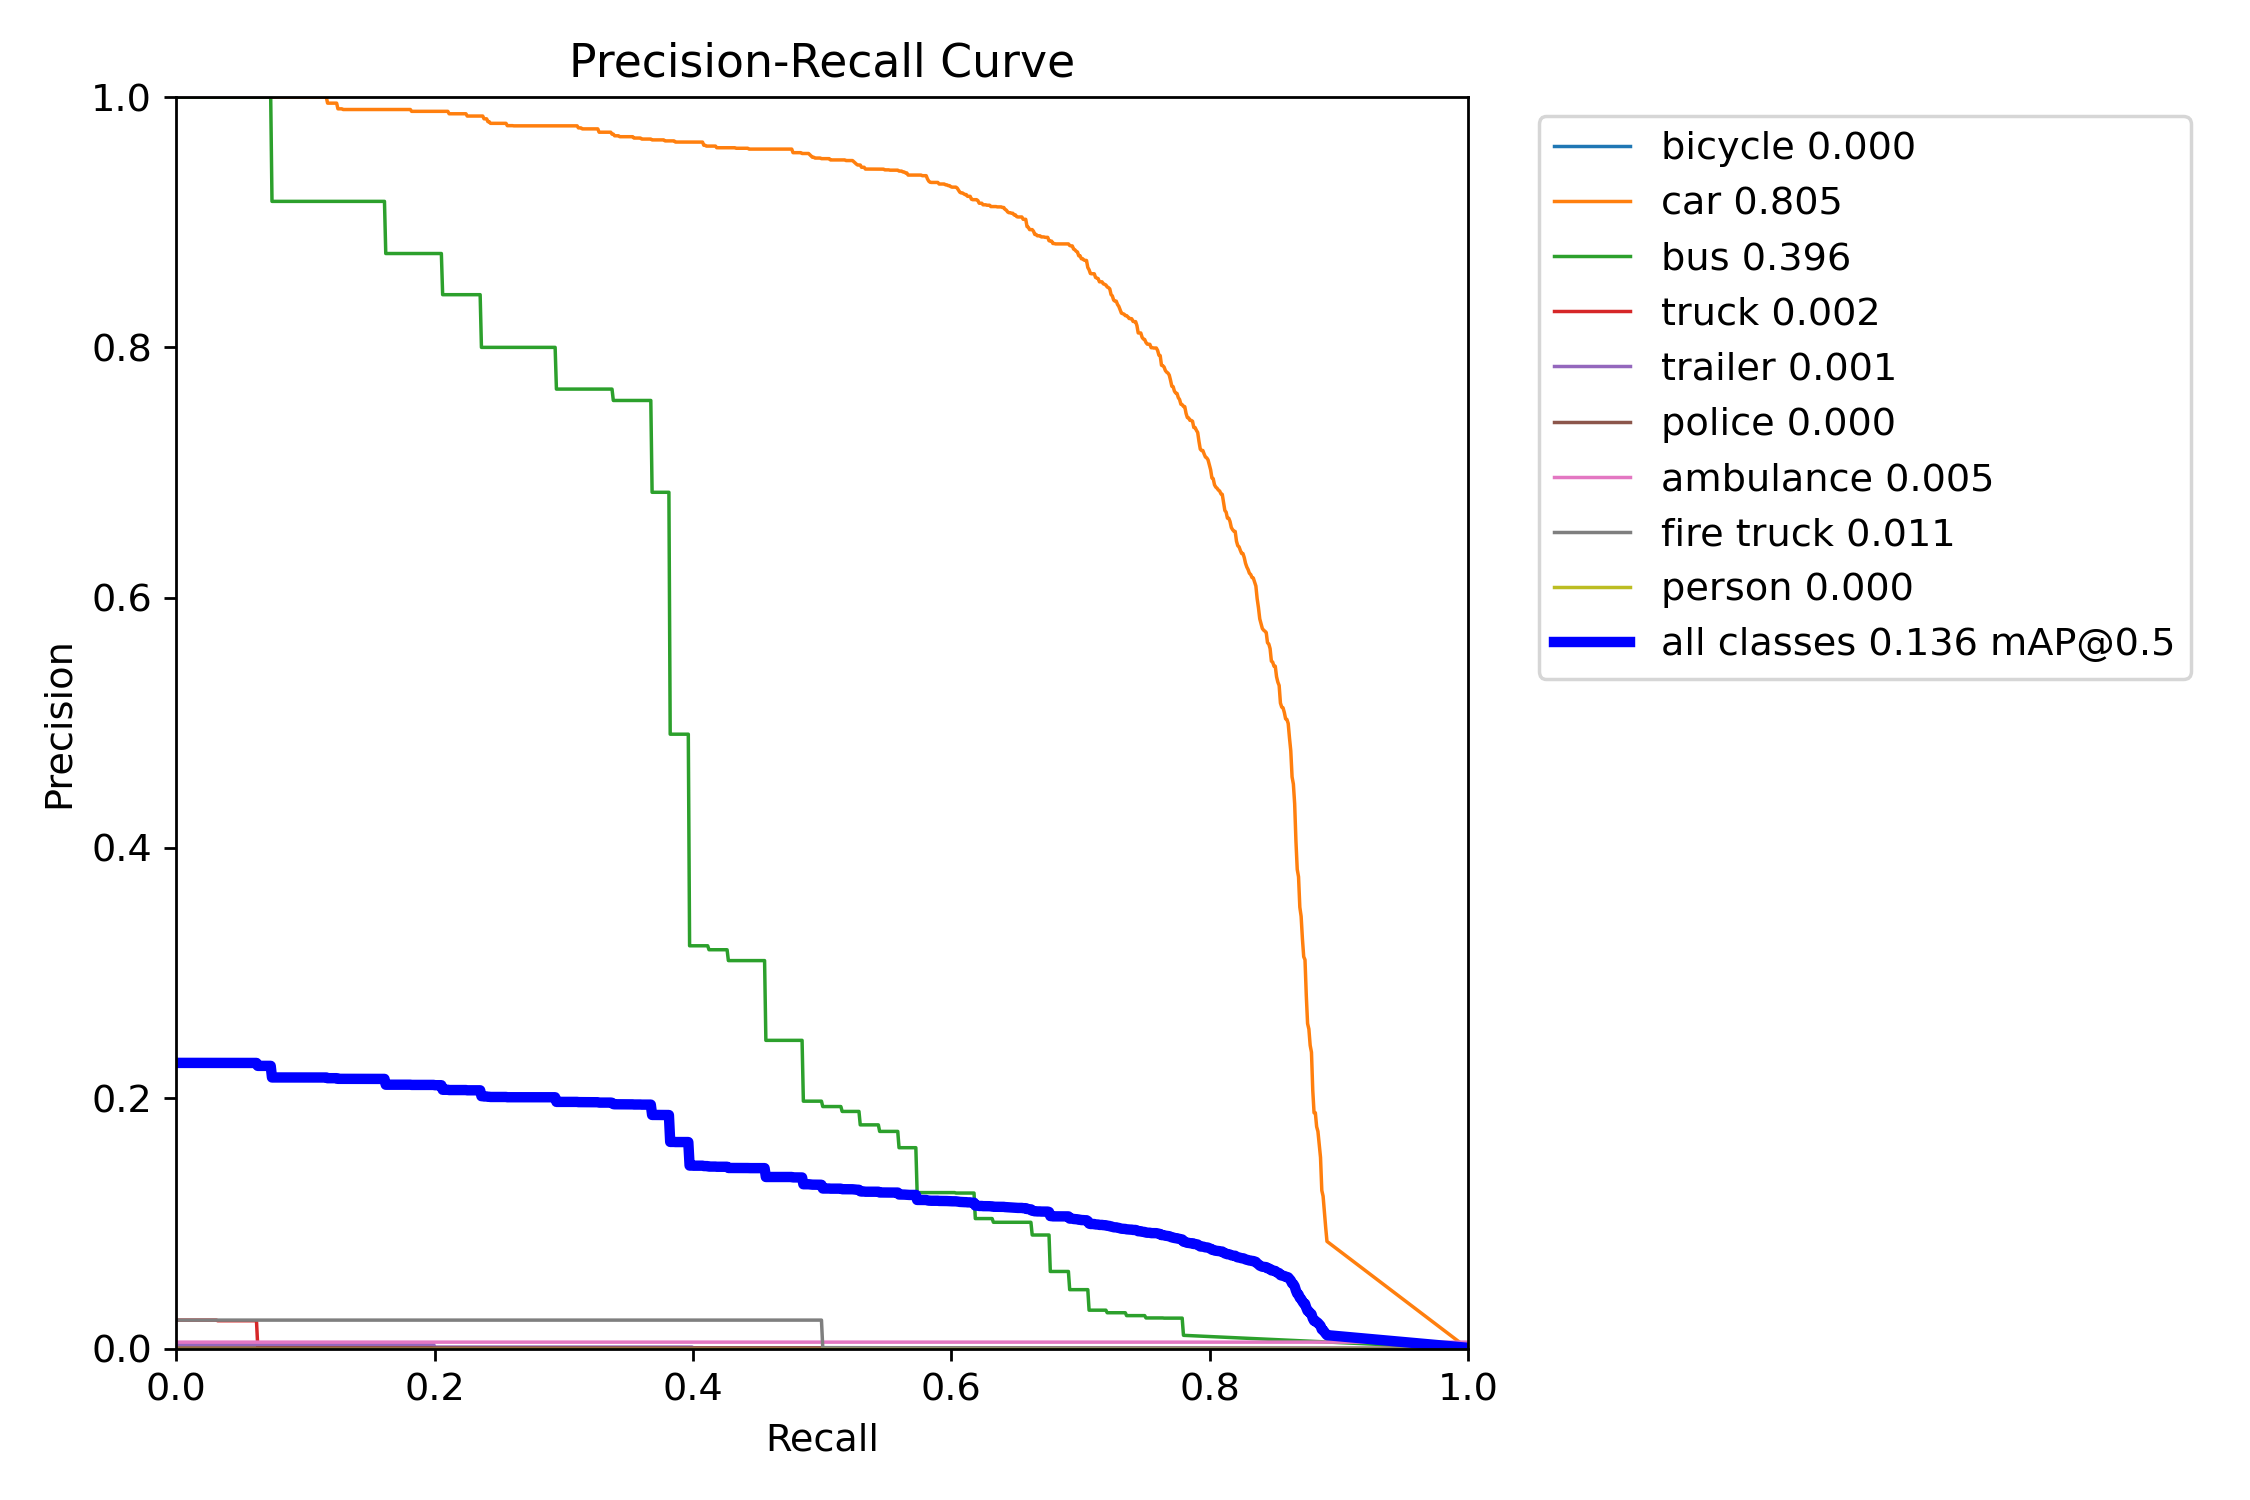 Precision-Recall Curve
1.0
0.8
0.6
0.4
0.2
0.0
Precision
0.0 0.2 0.4 0.6 0.8 1.0
Recall
bicycle 0.000
car 0.805
bus 0.396
truck 0.002
trailer 0.001
police 0.000
ambulance 0.005
fire truck 0.011
person 0.000
all classes 0.136 mAP@0.5